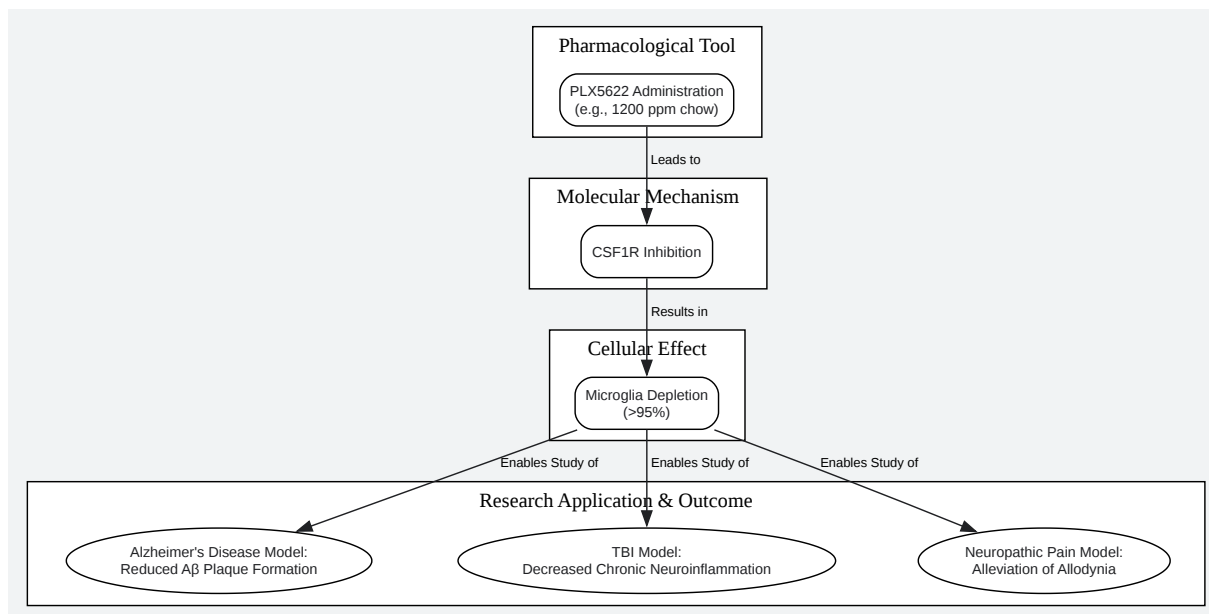 Pharmacological Tool
PLX5622 Administration
(e.g., 1200 ppm chow)
Leads to
Molecular Mechanism
CSF1R Inhibition
Results in
Cellular Effect
Microglia Depletion
(>95%)
Enables Study of
Enables Study of
Enables Study of
Research Application & Outcome
Alzheimer's Disease Model:
Reduced Aβ Plaque Formation
TBI Model:
Decreased Chronic Neuroinflammation
Neuropathic Pain Model:
Alleviation of Allodynia